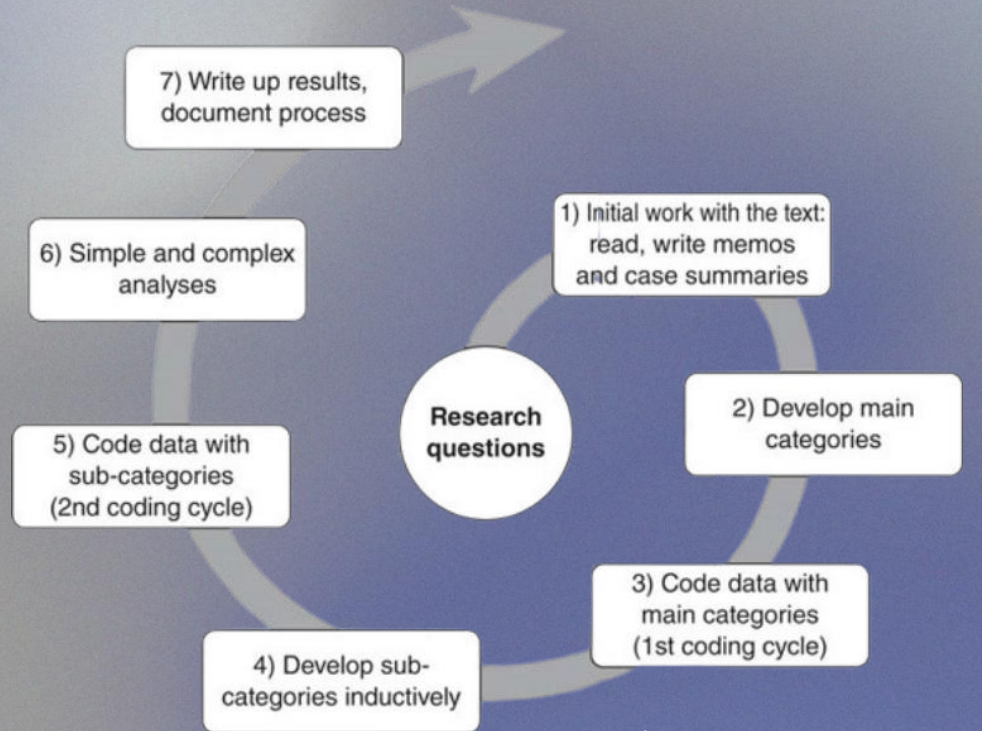 7) Write up results,
document process
1) Initial work with the text:
read, write memos
and case summaries
6) Simple and complex
analyses
2) Develop main
categories
Research
questions
5) Code data with
sub-categories
(2nd coding cycle)
3) Code data with
main categories
(1st coding cycle)
4) Develop sub-
categories inductively